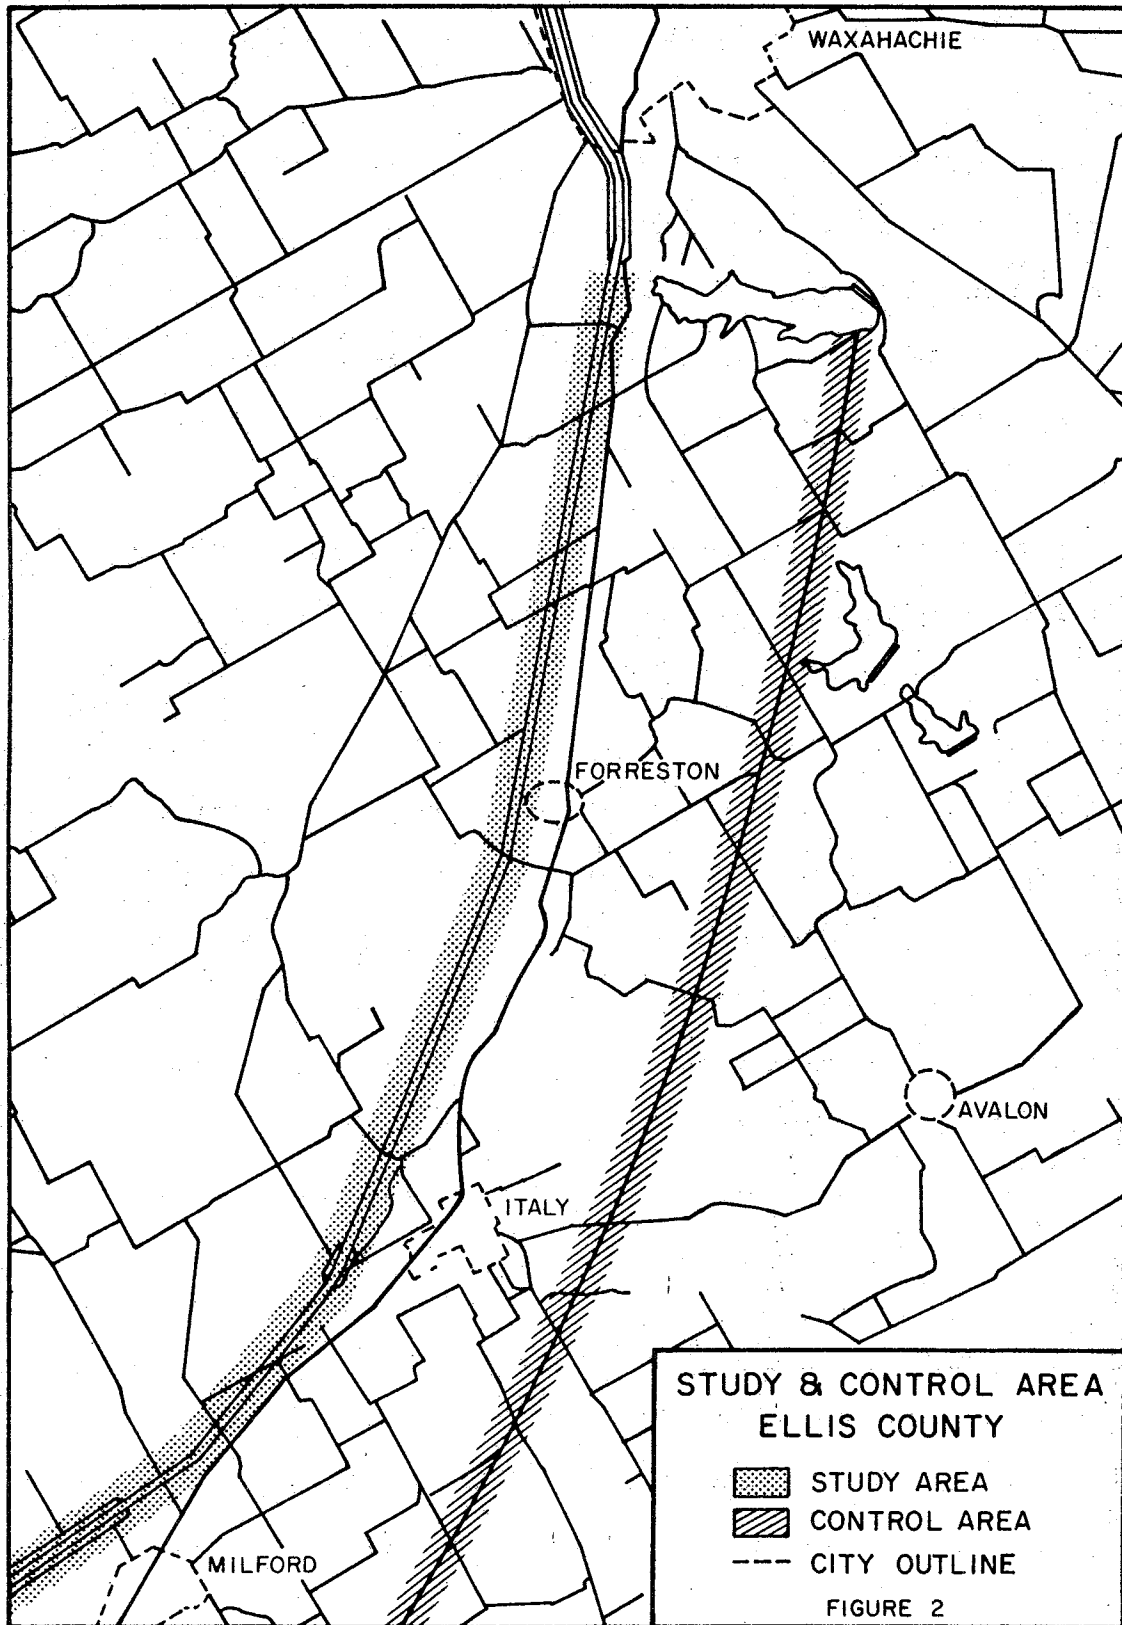 WAXAHACHIE
FORRESTON
AVALON
ITALY
MILFORD
STUDY & CONTROL AREA
ELLIS COUNTY
STUDY AREA
CONTROL AREA
CITY OUTLINE
FIGURE 2